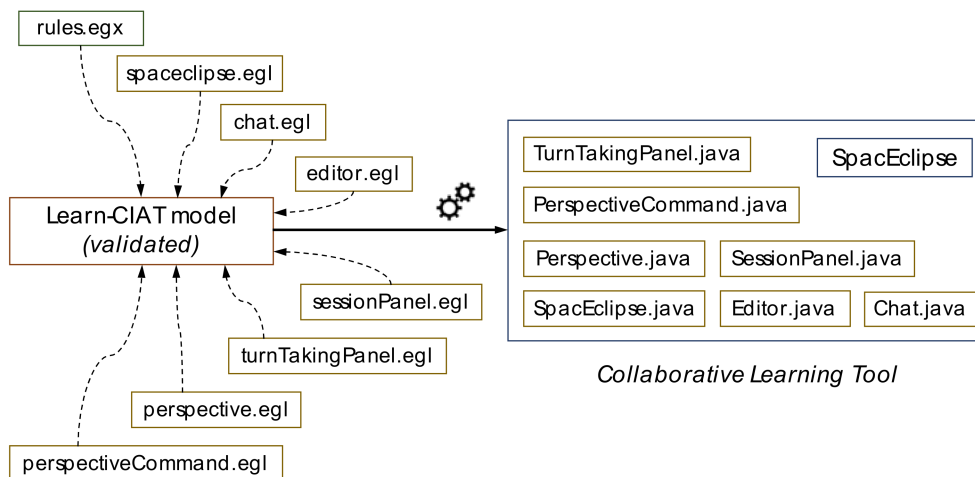 rules.egx
spaceclipse.egl
chat.egl
editor.egl
Learn-CIAT model
(validated)
sessionPanel.egl
turnTakingPanel.egl
perspective.egl
perspectiveCommand.egl
TurnTakingPanel.java
SpacEclipse
PerspectiveCommand.java
Perspective.java
SessionPanel.java
SpacEclipse.java
Editor.java
Chat.java
Collaborative Learning Tool